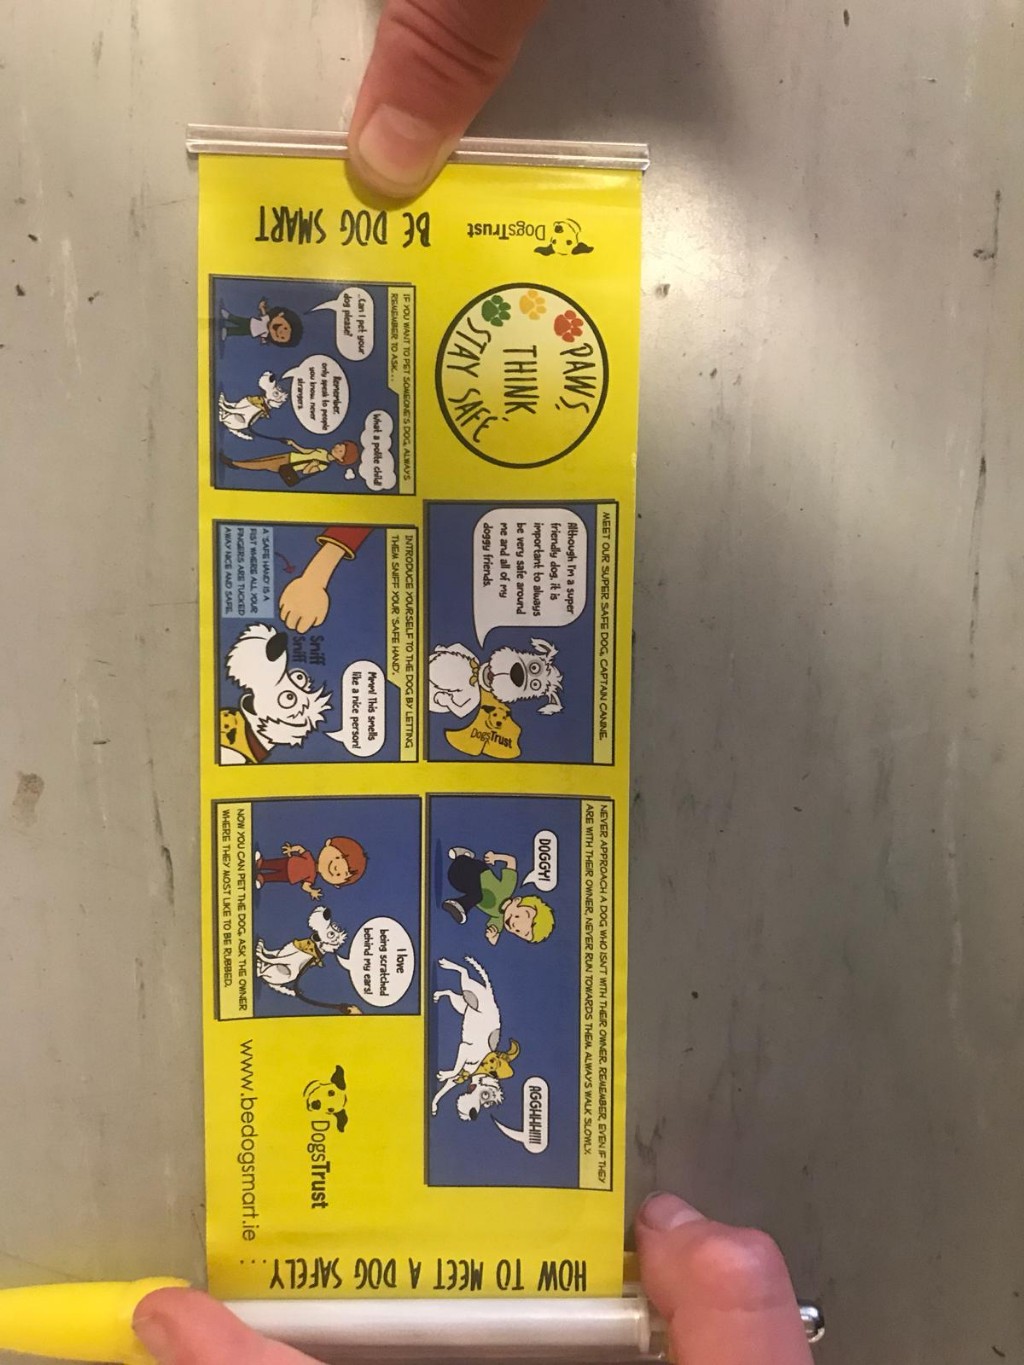 BE DOG SMART
DogsTrust
PAWS,
THINK,
STAY SAFE
MEET OUR SUPER SAFE DOG, CAPTAIN CANINE.
Although I'm a super
friendly dog, it is
important to always
be very safe around
me and all of my
doggy friends.
DogsTrust
NEVER APPROACH A DOG WHO ISN'T WITH THEIR OWNER. REMEMBER, EVEN IF THEY
ARE WITH THEIR OWNER, NEVER RUN TOWARDS THEM. ALWAYS WALK SLOWLY.
DOGGY!
AGGHHH!!!!
IF YOU WANT TO PET SOMEONE'S DOG, ALWAYS
REMEMBER TO ASK...
..Can I pet your
dog please?
Remember,
only speak to people
you know, never
strangers
What a polite child!
INTRODUCE YOURSELF TO THE DOG BY LETTING
THEM SNIFF YOUR 'SAFE HAND'.
Sniff
Sniff
Mmm! This smells
like a nice person!
A 'SAFE HAND' IS A
FIST WHERE ALL YOUR
FINGERS ARE TUCKED
AWAY NICE AND SAFE.
I love
being scratched
behind my ears!
NOW YOU CAN PET THE DOG. ASK THE OWNER
WHERE THEY MOST LIKE TO BE RUBBED.
DogsTrust
www.bedogsmart.ie
HOW TO MEET A DOG SAFELY....